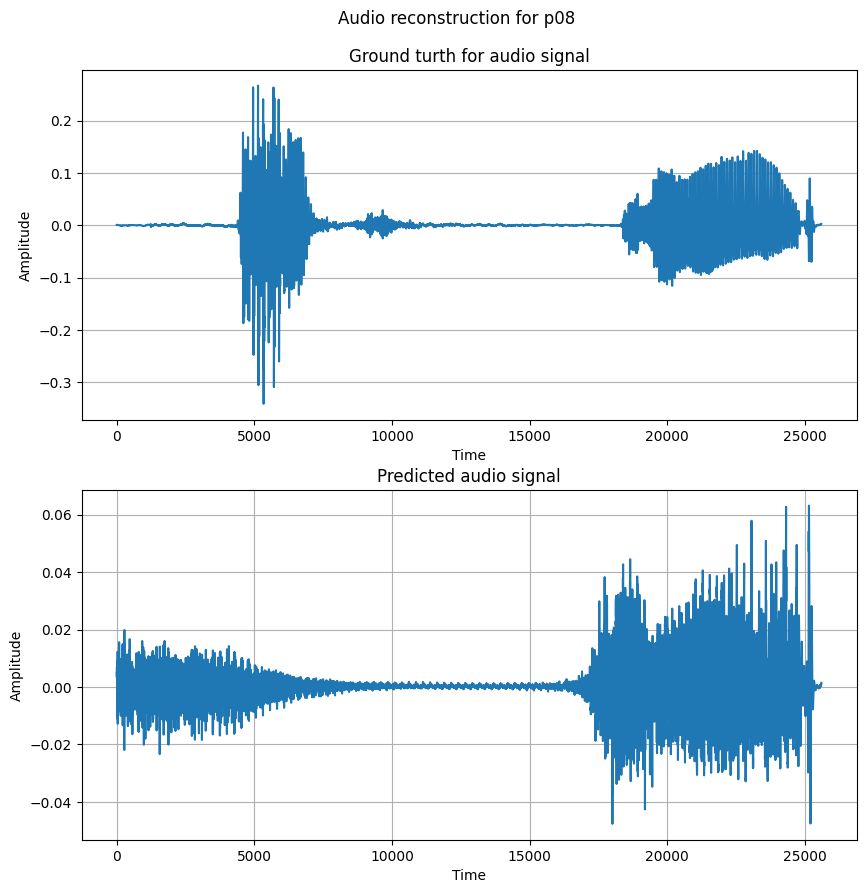 Audio reconstruction for p08
Ground turth for audio signal
0.2
0.1
0.0
−0.1
−0.2
−0.3
Amplitude
0 5000 10000 15000 20000 25000
Time
Predicted audio signal
0.06
0.04
0.02
0.00
−0.02
−0.04
Amplitude
0 5000 10000 15000 20000 25000
Time